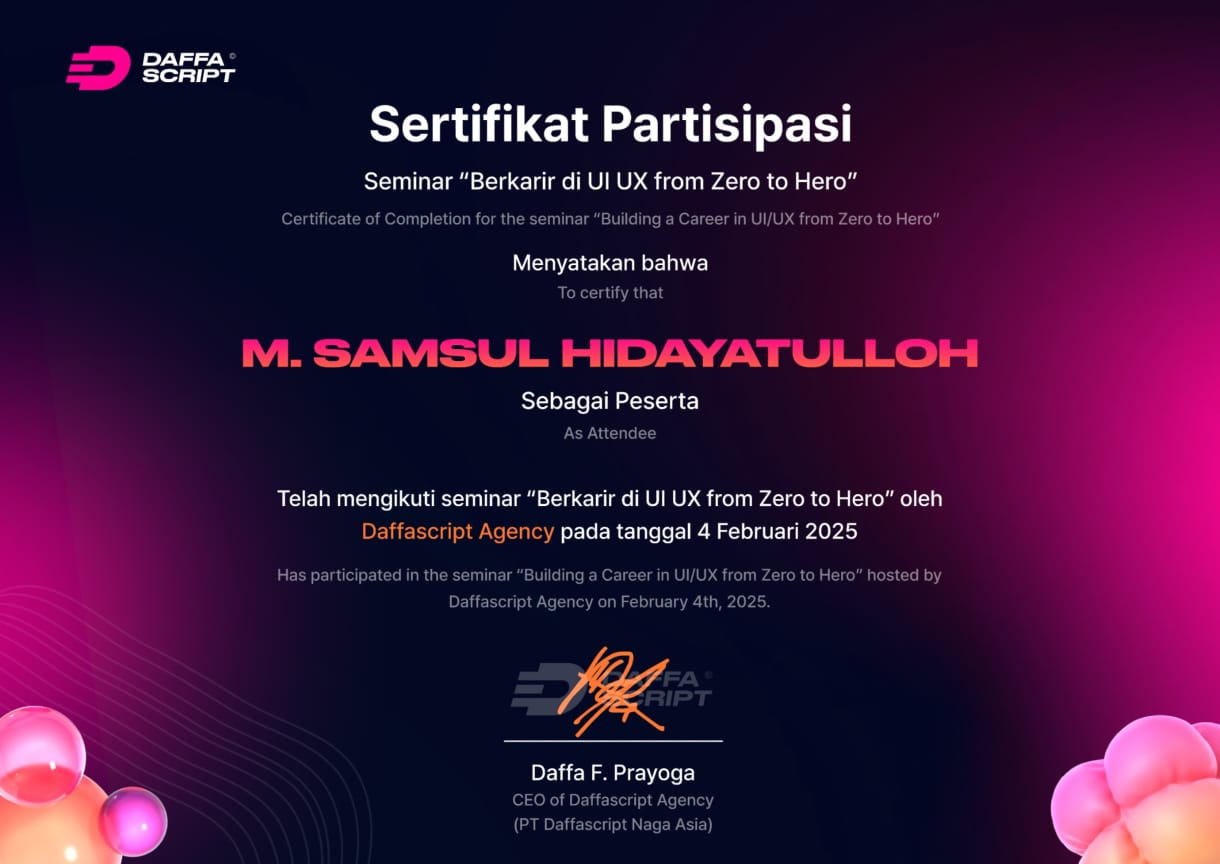 DAFFA ©
SCRIPT
Sertifikat Partisipasi
Seminar “Berkarir di UI UX from Zero to Hero”
Certificate of Completion for the seminar “Building a Career in UI/UX from Zero to Hero”
Menyatakan bahwa
To certify that
M. SAMSUL HIDAYATULLOH
Sebagai Peserta
As Attendee
Telah mengikuti seminar “Berkarir di UI UX from Zero to Hero” oleh
Daffascript Agency pada tanggal 4 Februari 2025
Has participated in the seminar “Building a Career in UI/UX from Zero to Hero” hosted by
Daffascript Agency on February 4th, 2025.
DAFFA ©
SCRIPT
Daffa F. Prayoga
CEO of Daffascript Agency
(PT Daffascript Naga Asia)